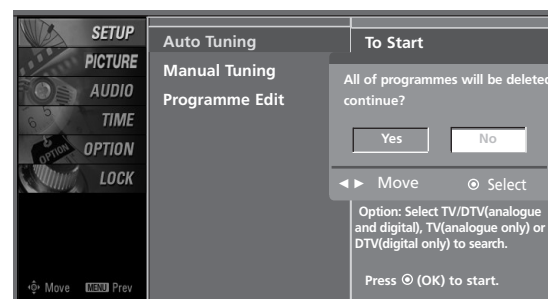 SETUP
PICTURE
AUDIO
TIME
OPTION
LOCK
Move MENU Prev
Auto Tuning
Manual Tuning
Programme Edit
To Start
All of programmes will be deleted
continue?
Yes No
◄ ► Move ⊙ Select
Option: Select TV/DTV(analogue
and digital), TV(analogue only) or
DTV(digital only) to search.
Press ⊙ (OK) to start.